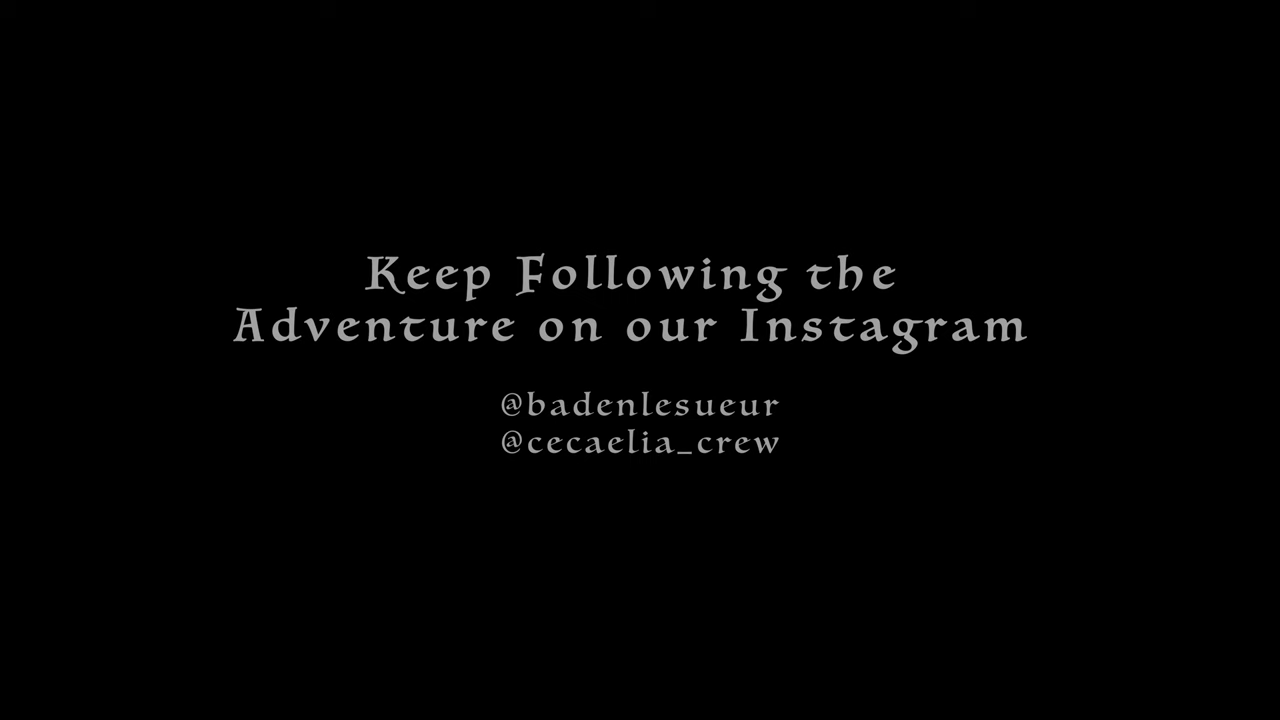 Keep Following the
Adventure on our Instagram
@badenlesueur
@cecaelia_crew